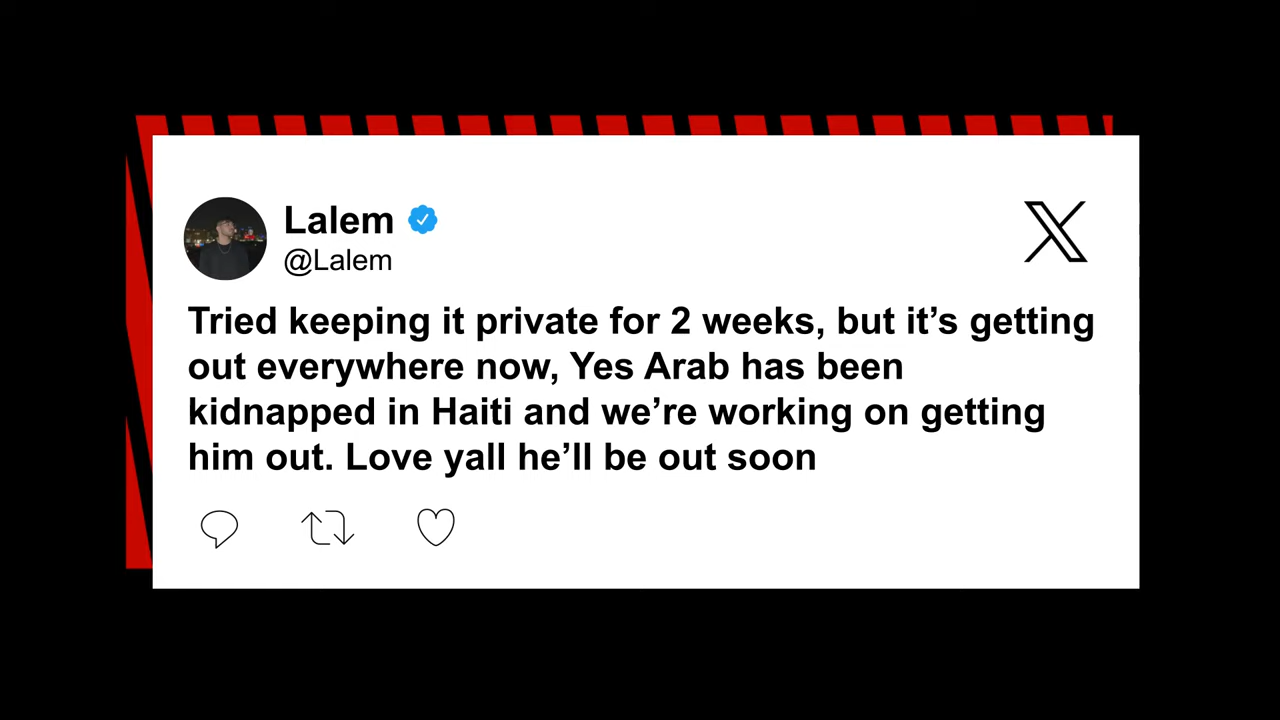 Lalem
@Lalem
Tried keeping it private for 2 weeks, but it’s getting
out everywhere now, Yes Arab has been
kidnapped in Haiti and we’re working on getting
him out. Love yall he’ll be out soon